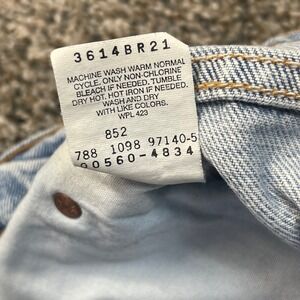 3614BR21
MACHINE WASH WARM NORMAL
CYCLE. ONLY NON-CHLORINE
BLEACH IF NEEDED. TUMBLE
DRY HOT. HOT IRON IF NEEDED.
WASH AND DRY
WITH LIKE COLORS.
WPL 423
852
788 1098 97140-5
00560-4834